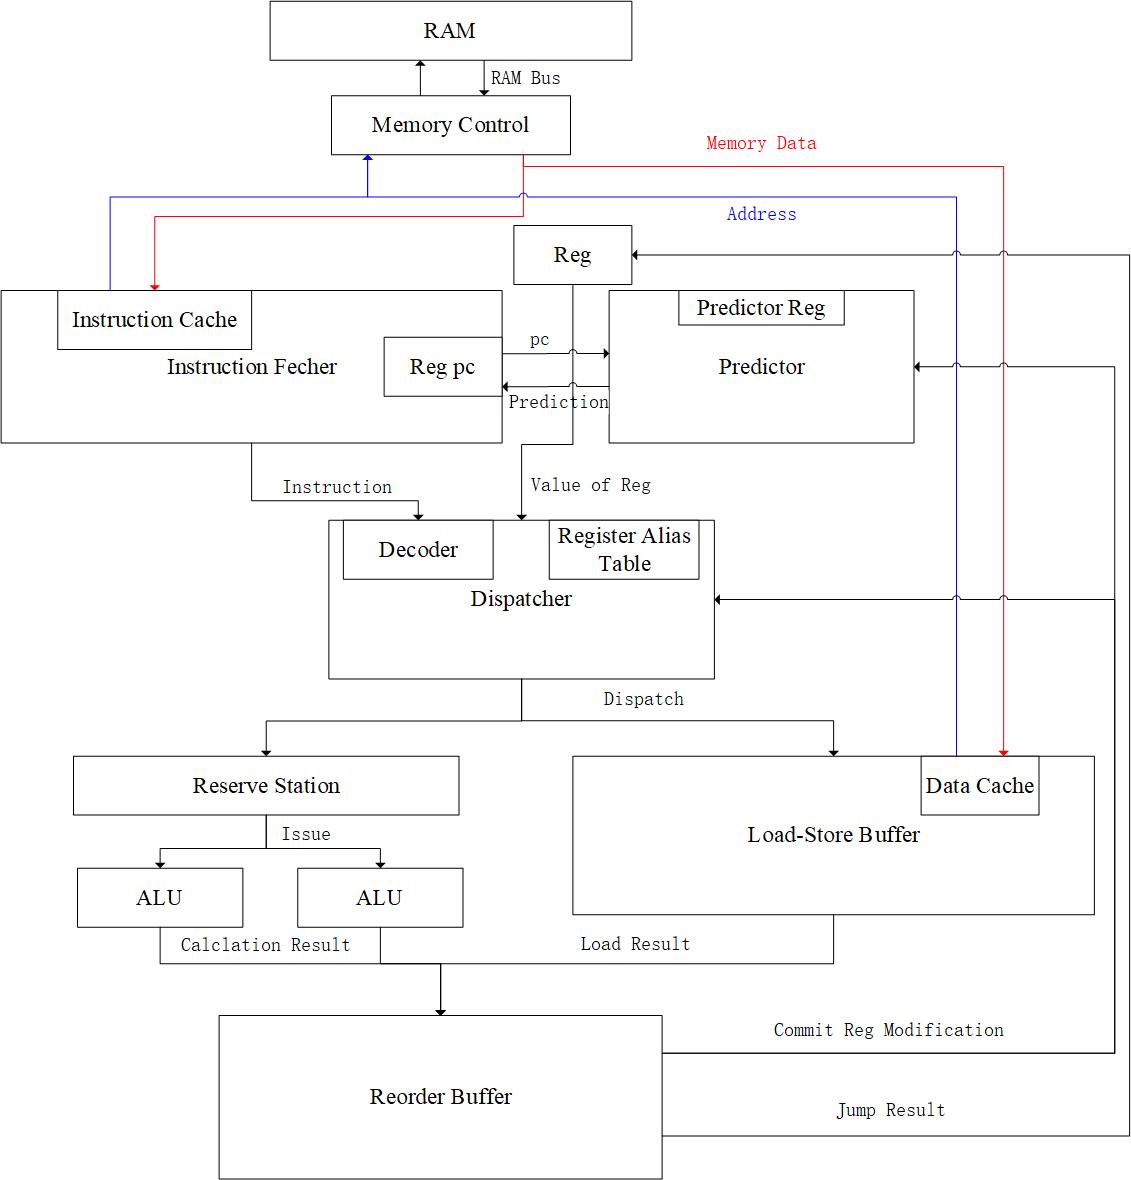 RAM
RAM Bus
Memory Control
Memory Data
Address
Reg
Instruction Cache
Predictor Reg
pc
Instruction Fecher
Reg pc
Predictor
Prediction
Instruction
Value of Reg
Decoder
Register Alias
Table
Dispatcher
Dispatch
Reserve Station
Data Cache
Issue
Load-Store Buffer
ALU
ALU
Calclation Result
Load Result
Commit Reg Modification
Reorder Buffer
Jump Result